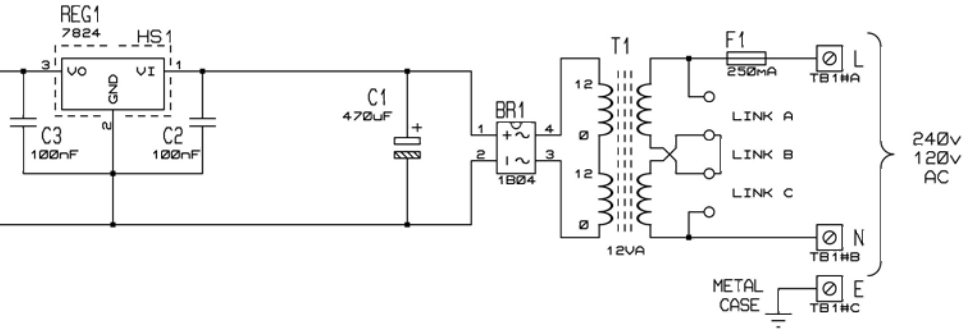 REG1
7824
HS1
3
VO
VI
1
GND
2
C3
100nF
C2
100nF
C1
470uF
+
BR1
1
+
~
4
2
-
~
3
1B04
T1
12
0
12
0
12VA
F1
250MA
LINK A
LINK B
LINK C
L
TB1#A
N
TB1#B
E
TB1#C
METAL
CASE
240v
120v
AC